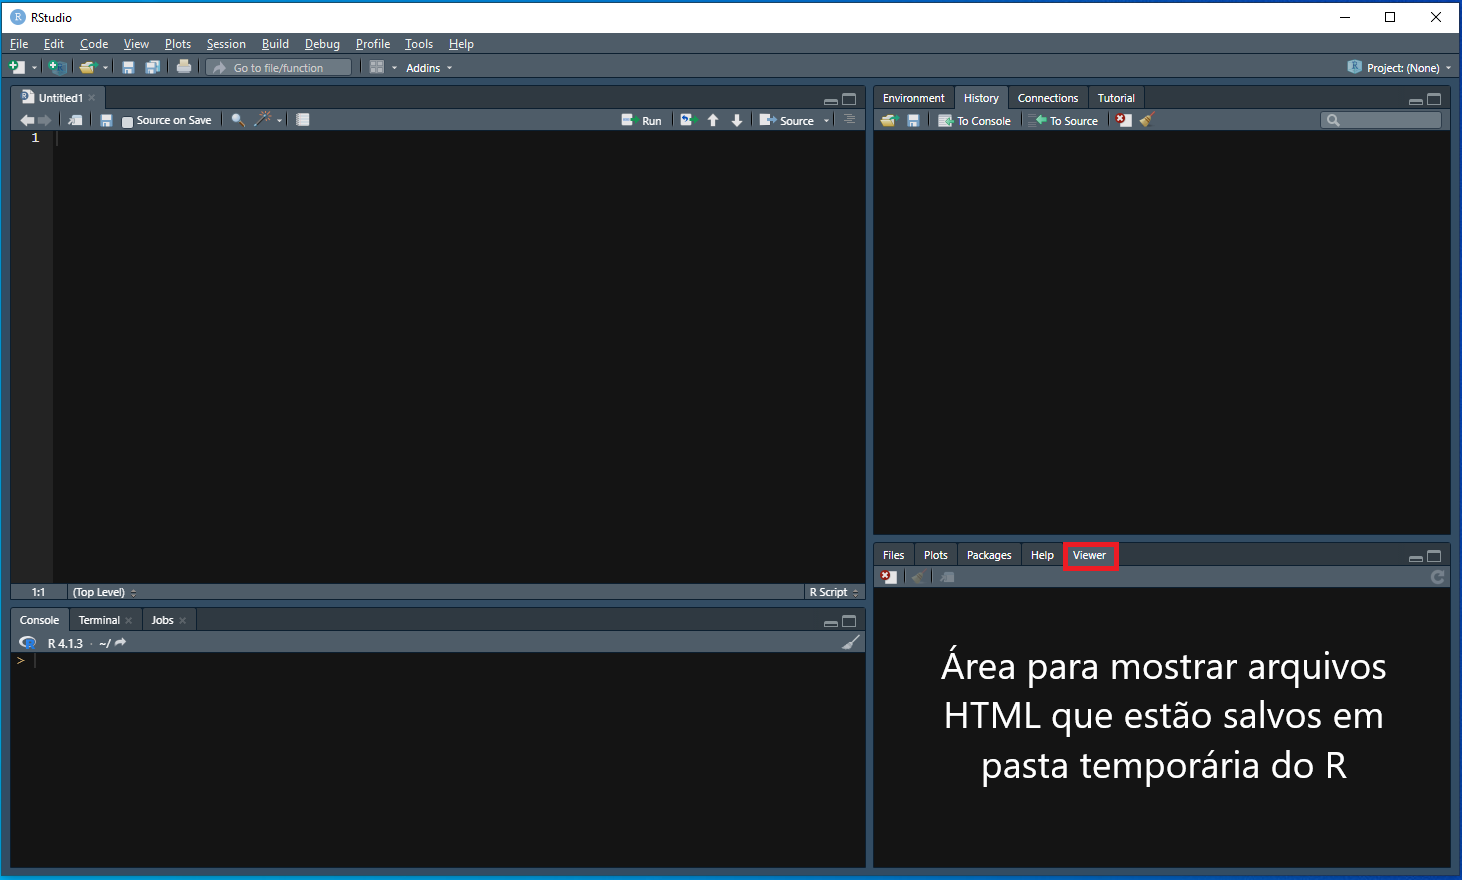 RStudio
File Edit Code View Plots Session Build Debug Profile Tools Help
Go to file/function Addins Project: (None)
Untitled1
Source on Save Run Source
1
1:1 (Top Level) R Script
Console Terminal Jobs
R 4.1.3 · ~/
>
Environment History Connections Tutorial
To Console To Source
Files Plots Packages Help Viewer
Área para mostrar arquivos
HTML que estão salvos em
pasta temporária do R